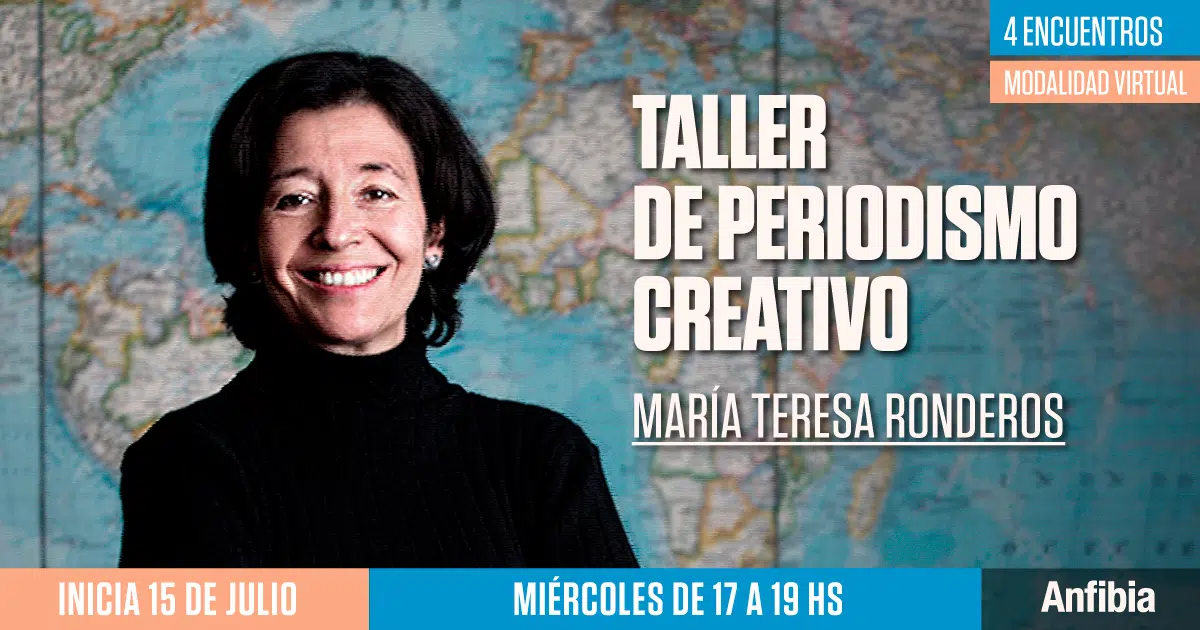 4 ENCUENTROS
MODALIDAD VIRTUAL
TALLER
DE PERIODISMO
CREATIVO
MARÍA TERESA RONDEROS
INICIA 15 DE JULIO
MIÉRCOLES DE 17 A 19 HS
Anfibia